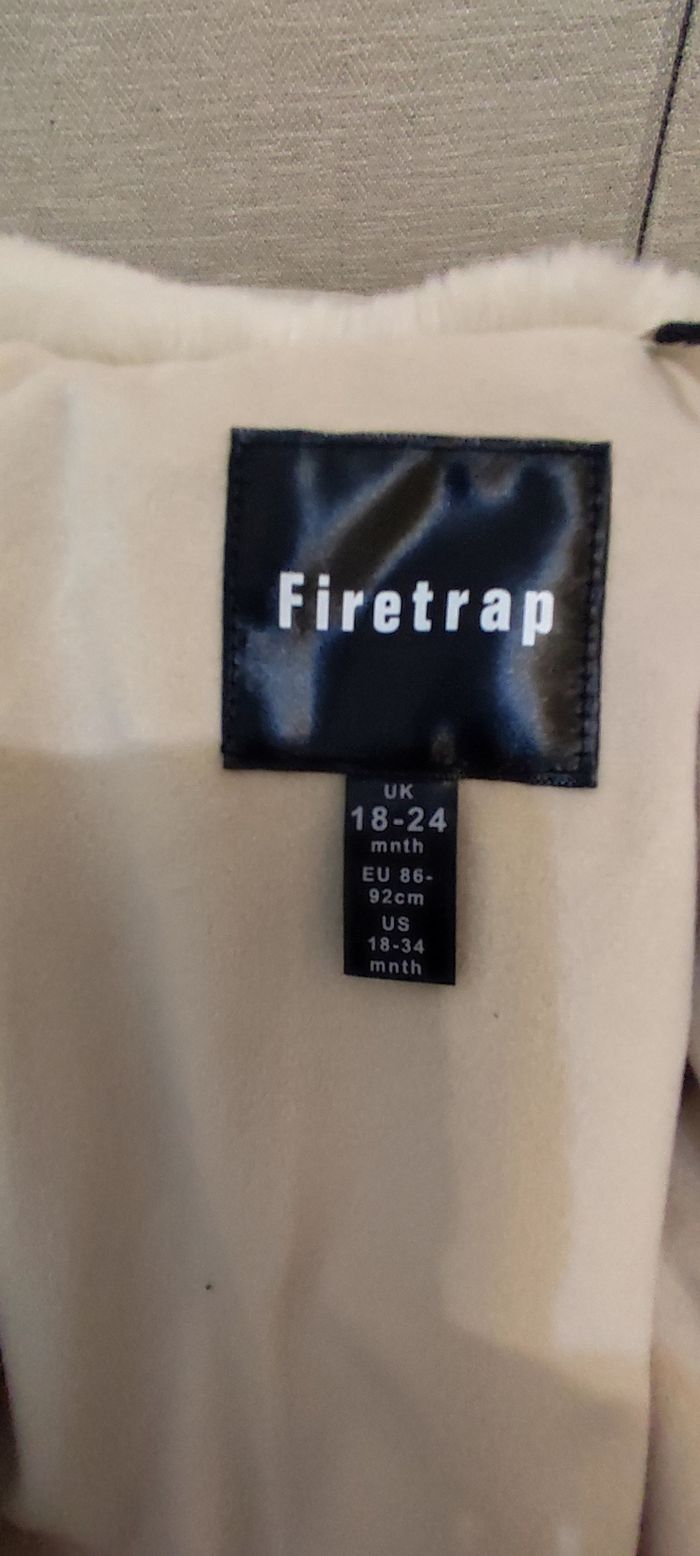 Firetrap
UK
18-24
mnth
EU 86-
92cm
US
18-34
mnth